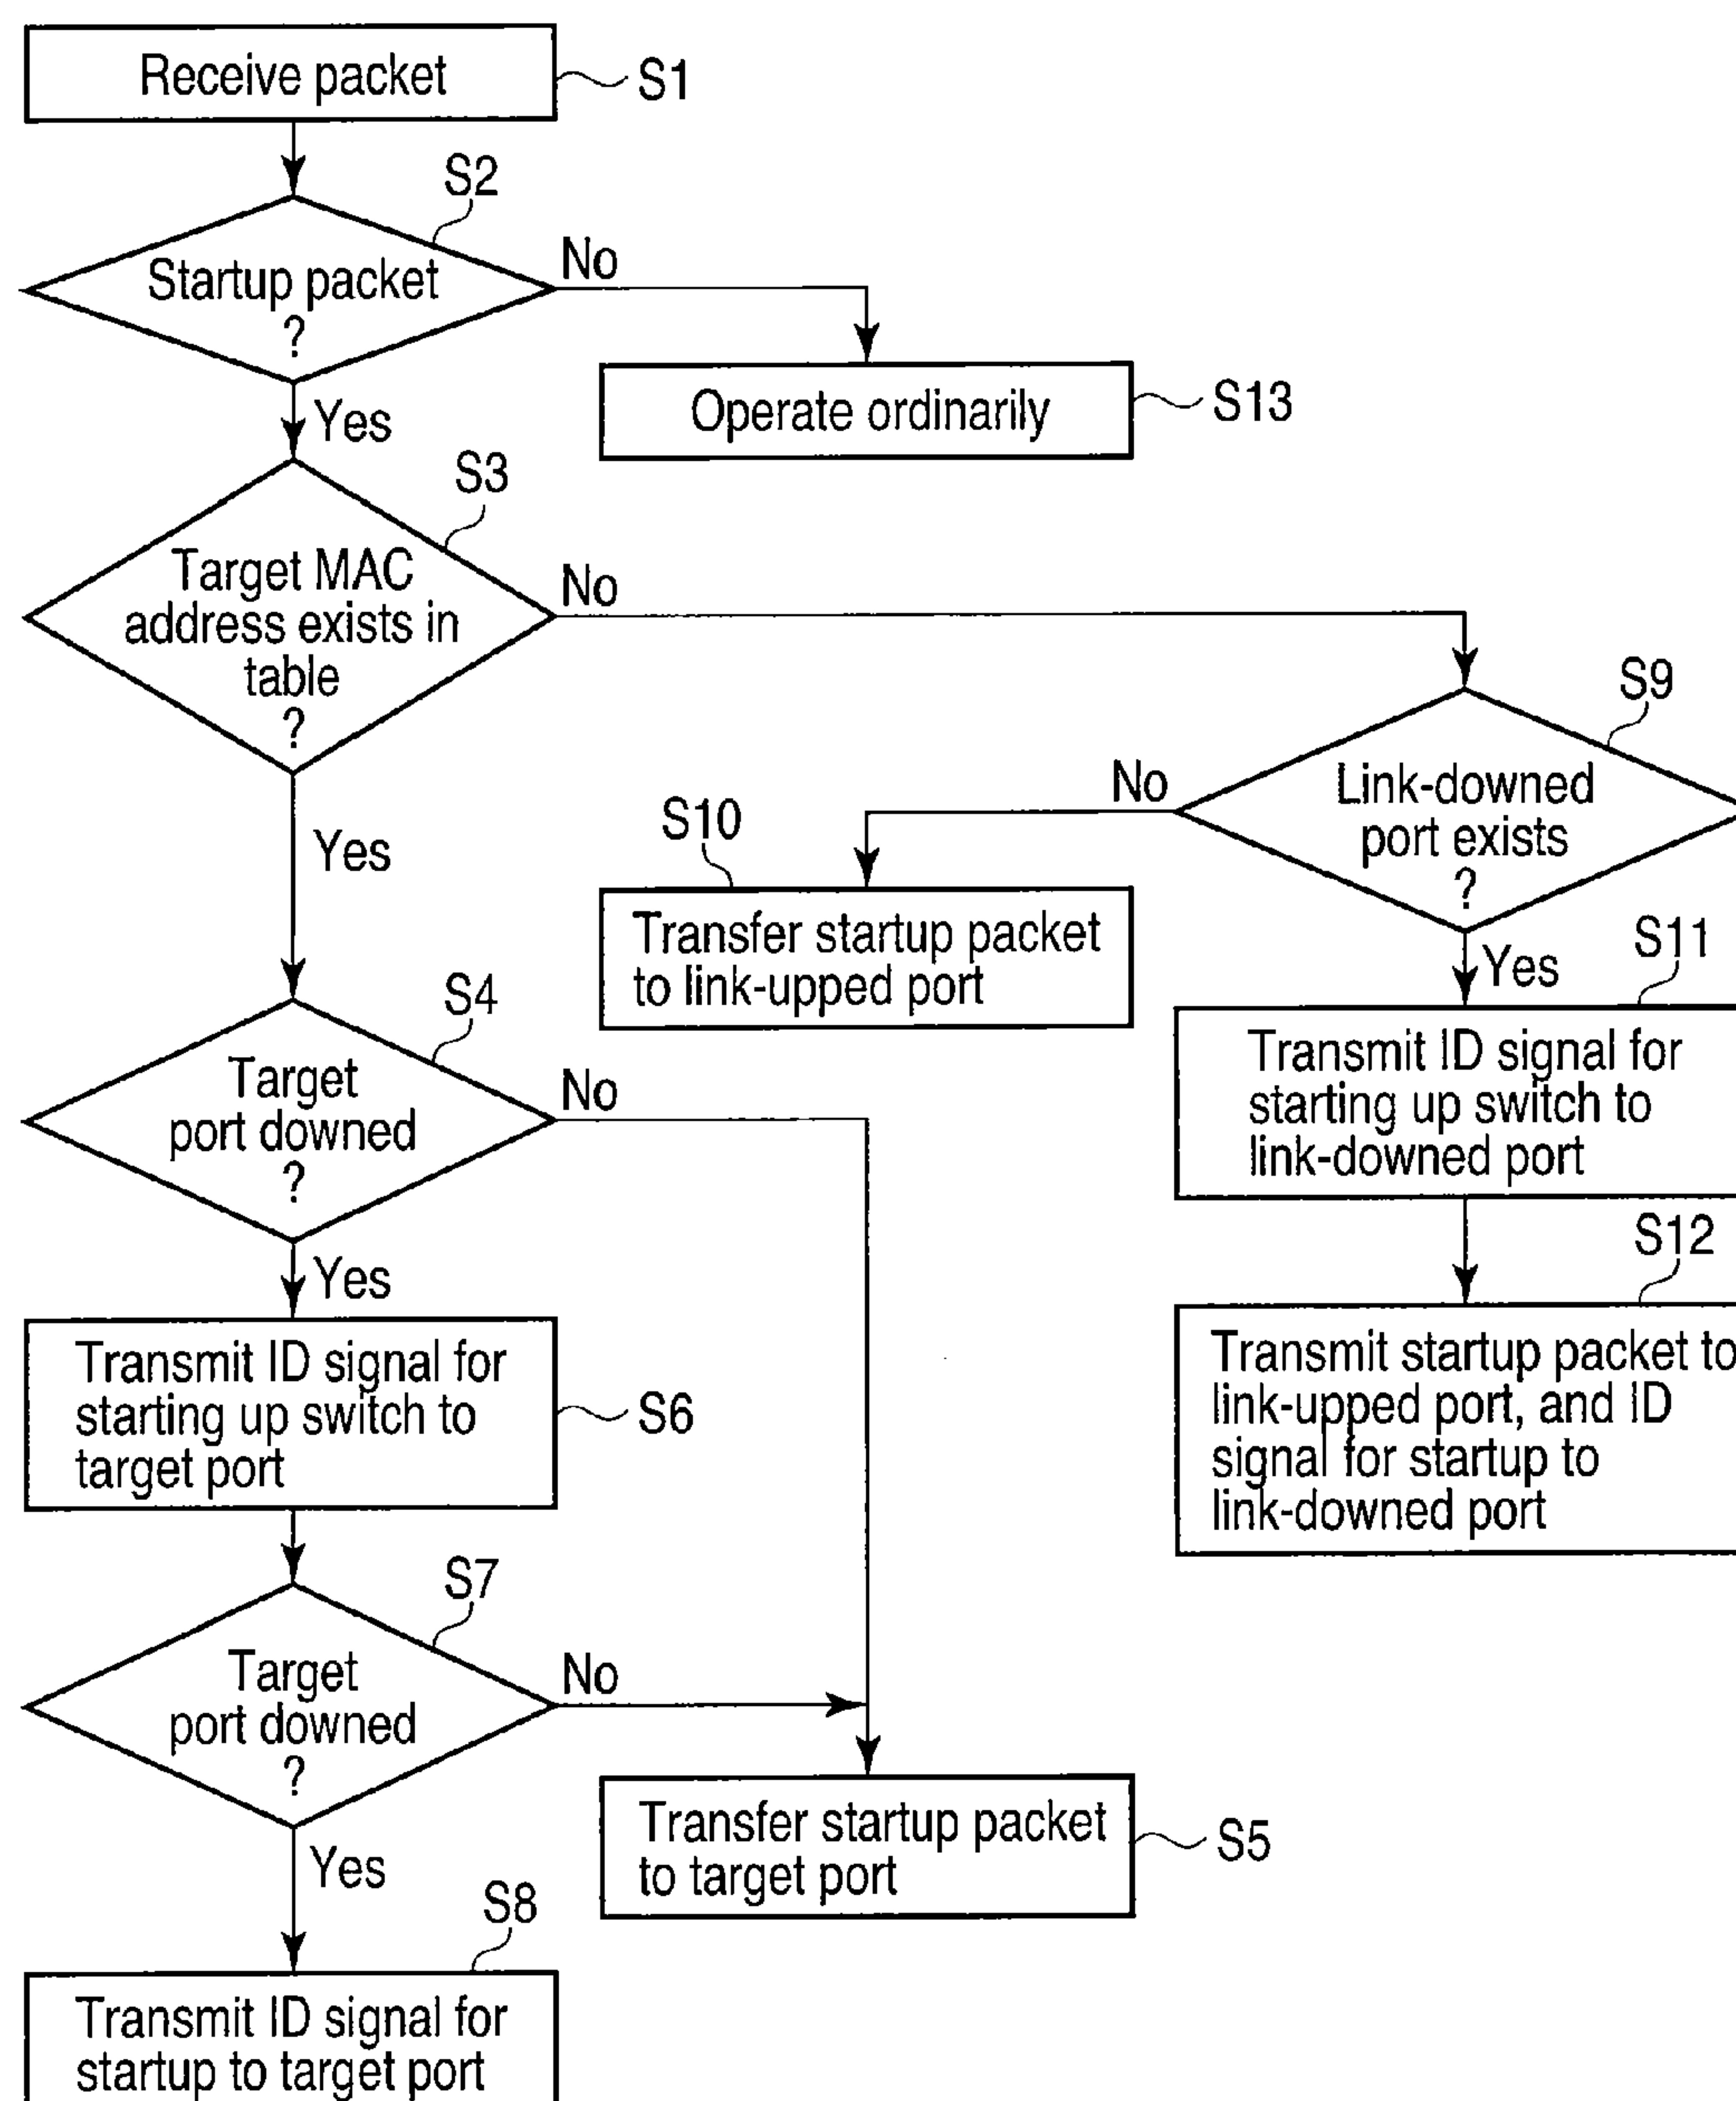 Receive packet
S1
S2
Startup packet
?
No
Yes
Operate ordinarily
S13
S3
Target MAC
address exists in
table
?
No
Yes
S9
Link-downed
port exists
?
No
Yes
S10
Transfer startup packet
to link-upped port
S11
Transmit ID signal for
starting up switch to
link-downed port
S12
Transmit startup packet to
link-upped port, and ID
signal for startup to
link-downed port
S4
Target
port downed
?
No
Yes
Transmit ID signal for
starting up switch to
target port
S6
S7
Target
port downed
?
No
Yes
Transfer startup packet
to target port
S5
S8
Transmit ID signal for
startup to target port